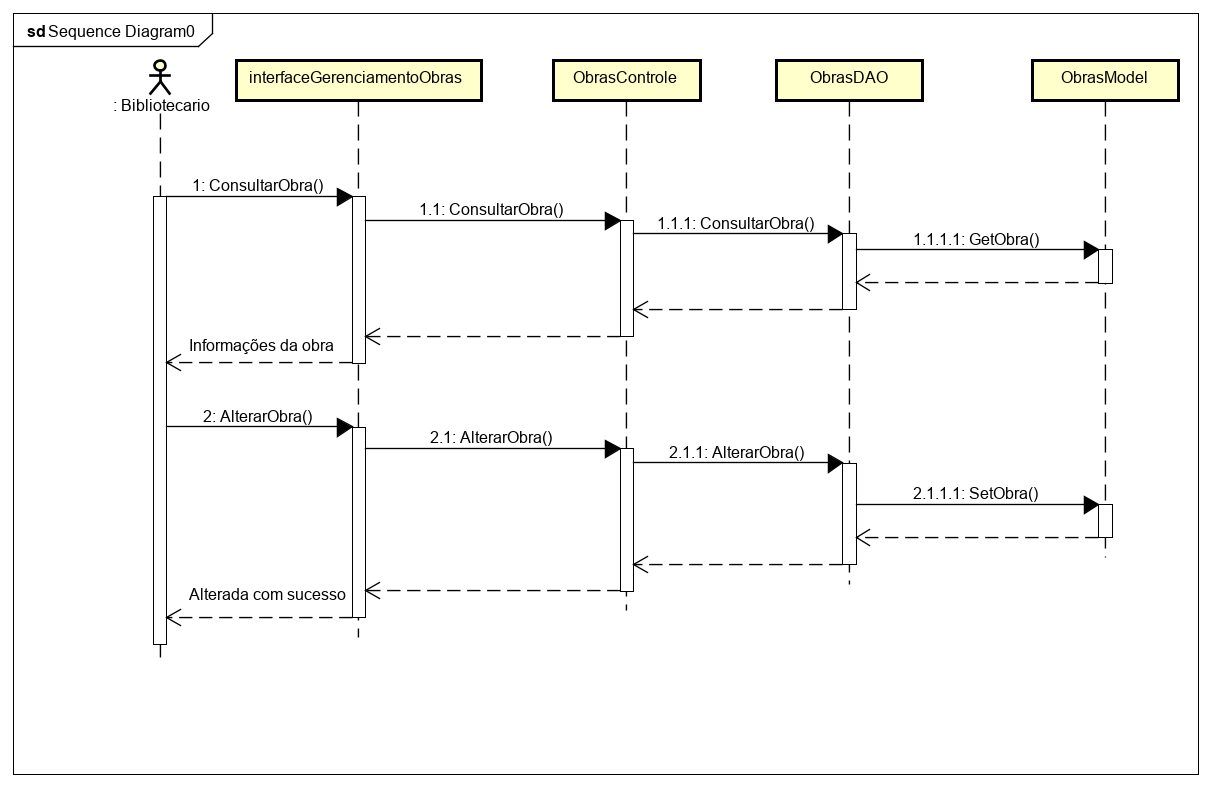 sd Sequence Diagram0
: Bibliotecario
interfaceGerenciamentoObras
ObrasControle
ObrasDAO
ObrasModel
1: ConsultarObra()
1.1: ConsultarObra()
1.1.1: ConsultarObra()
1.1.1.1: GetObra()
Informações da obra
2: AlterarObra()
2.1: AlterarObra()
2.1.1: AlterarObra()
2.1.1.1: SetObra()
Alterada com sucesso